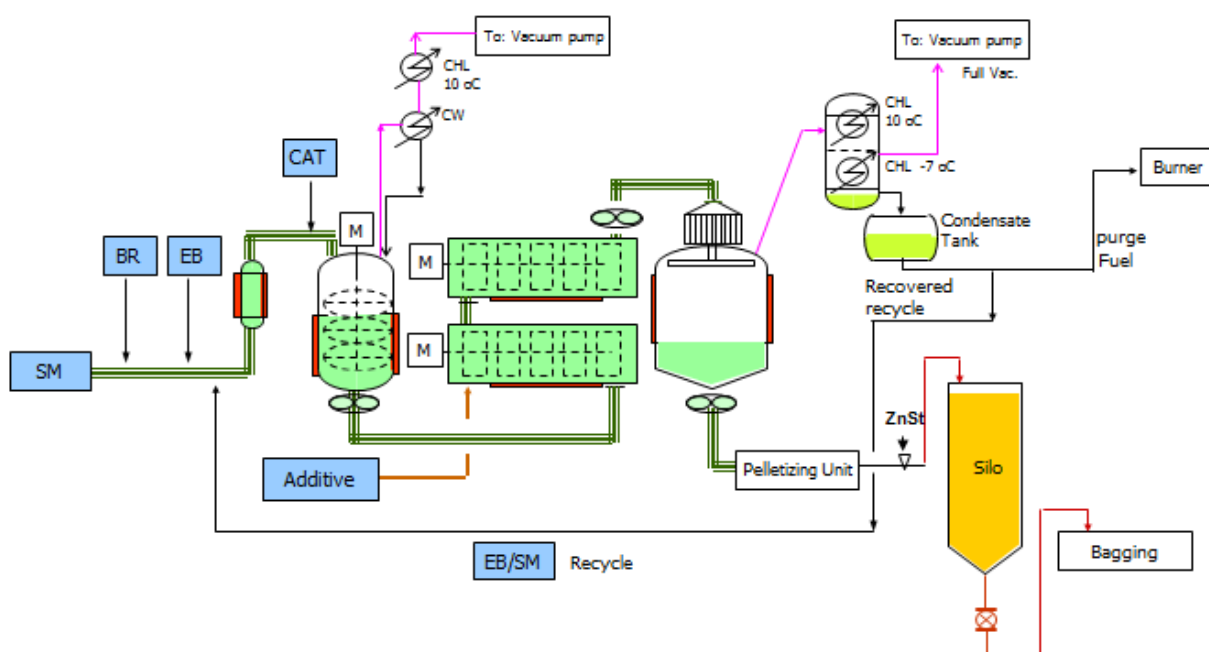 To: Vacuum pump
CHL
10 oC
CW
To: Vacuum pump
Full Vac.
CHL
10 oC
CHL -7 oC
Burner
CAT
BR
EB
M
M
M
SM
Condensate
Tank
purge
Fuel
Recovered
recycle
ZnSt
Additive
Pelletizing Unit
Silo
EB/SM
Recycle
Bagging